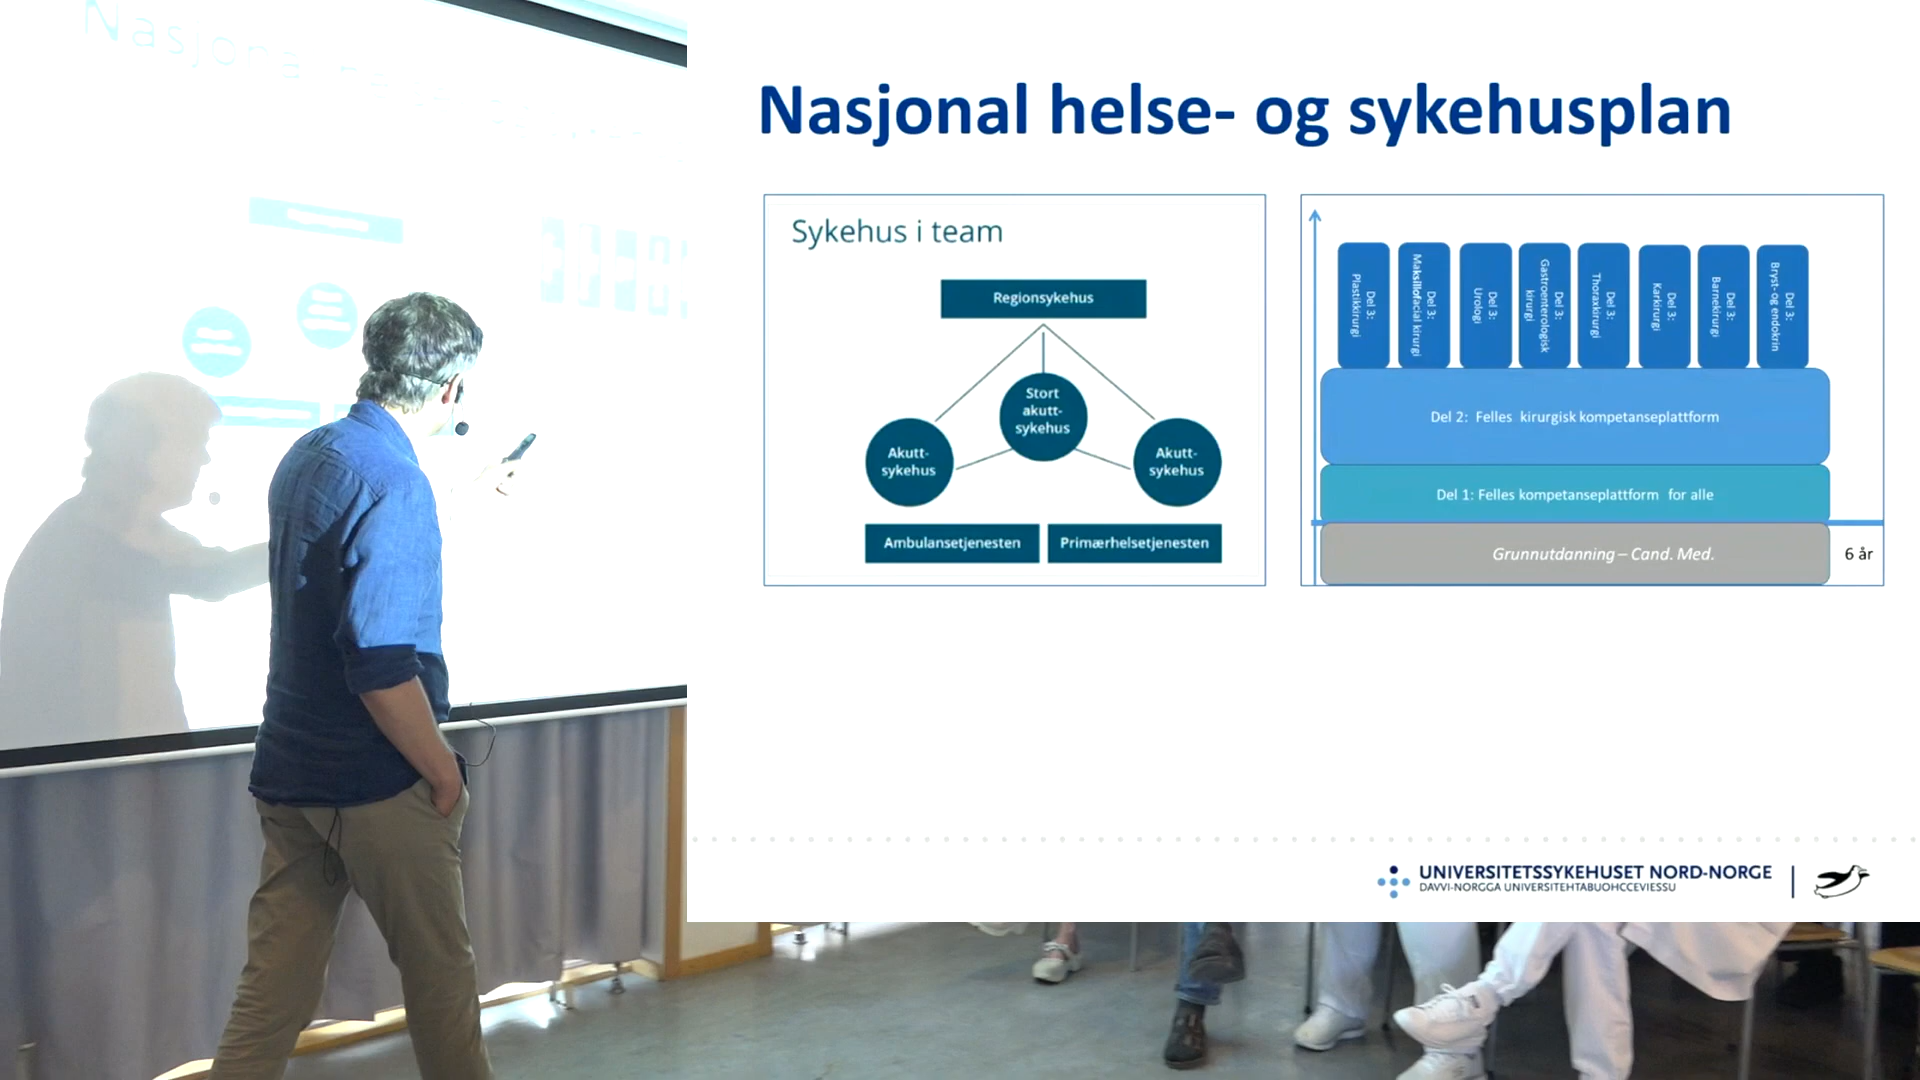 Nasjonal helse- og sykehusplan
Sykehus i team
Regionsykehus
Stort
akutt-
sykehus
Akutt-
sykehus
Akutt-
sykehus
Ambulansetjenesten
Primærhelsetjenesten
Del 3:
Plastikkirurgi
Del 3:
Maksillofacial kirurgi
Del 3:
Urologi
Del 3:
Gastroenterologisk
kirurgi
Del 3:
Thoraxkirurgi
Del 3:
Karkirurgi
Del 3:
Barnekirurgi
Del 3:
Bryst- og endokrin
Del 2: Felles kirurgisk kompetanseplattform
Del 1: Felles kompetanseplattform for alle
Grunnutdanning – Cand. Med.
6 år
UNIVERSITETSSYKEHUSET NORD-NORGE
DAVVI-NORGGA UNIVERSITEHTABUOHCCEVIESSU
Nasjona